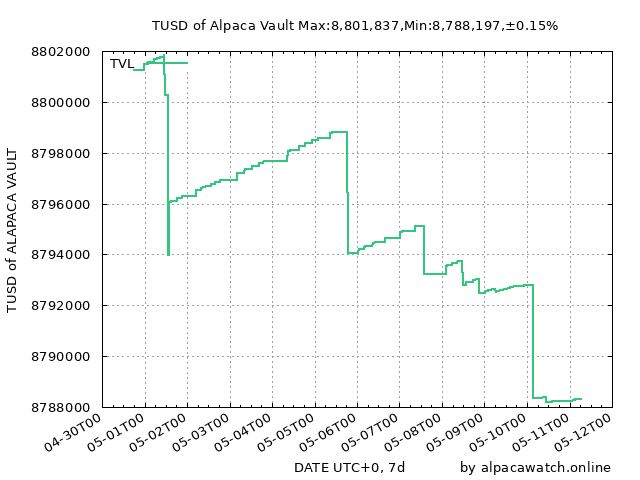 TUSD of Alpaca Vault Max:8,801,837,Min:8,788,197,±0.15%
TUSD of ALAPACA VAULT
8802000
8800000
8798000
8796000
8794000
8792000
8790000
8788000
TVL
04-30T00
05-01T00
05-02T00
05-03T00
05-04T00
05-05T00
05-06T00
05-07T00
05-08T00
05-09T00
05-10T00
05-11T00
05-12T00
DATE UTC+0, 7d
by alpacawatch.online